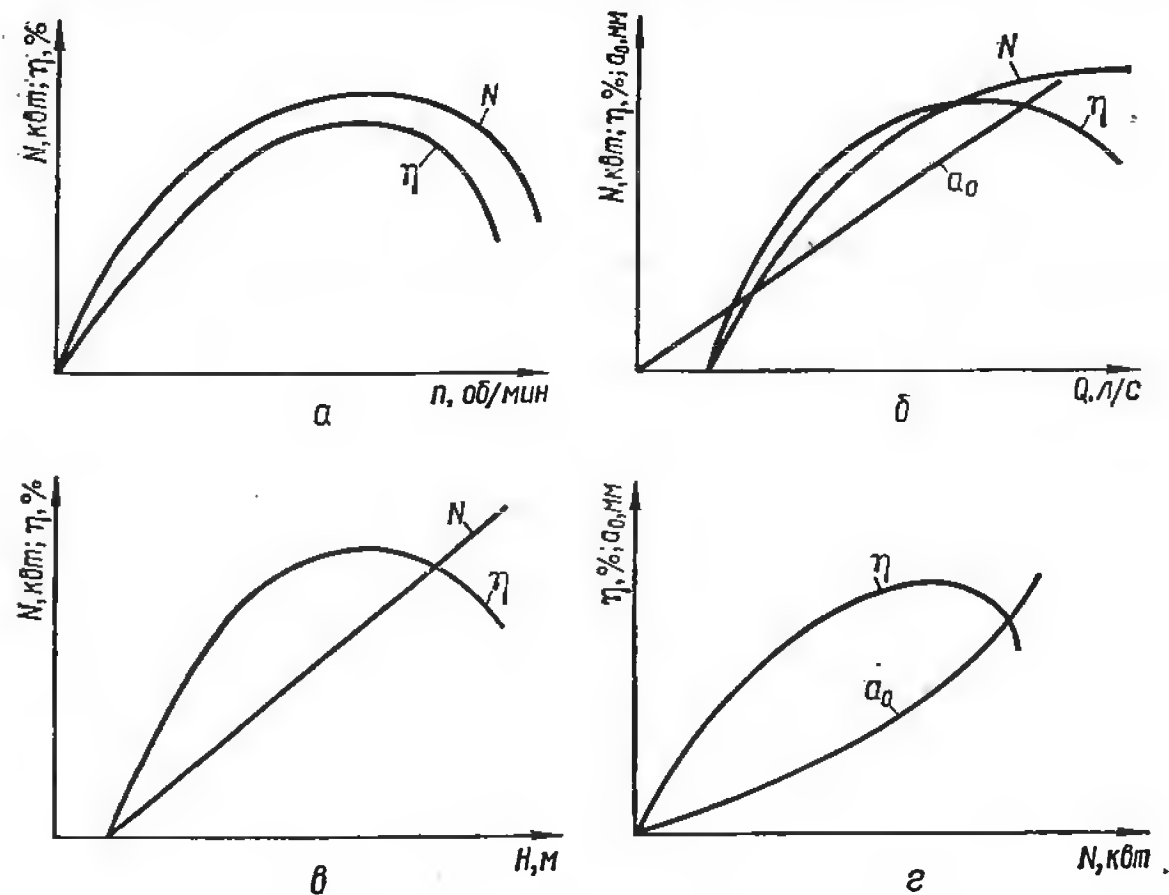 N, квт; η, %
N
η
n, об/мин
а
N, квт; η, %; a₀, мм
N
η
a₀
Q, л/с
б
N, квт; η, %
N
η
H, м
в
η, %; a₀, мм
η
a₀
N, квт
г